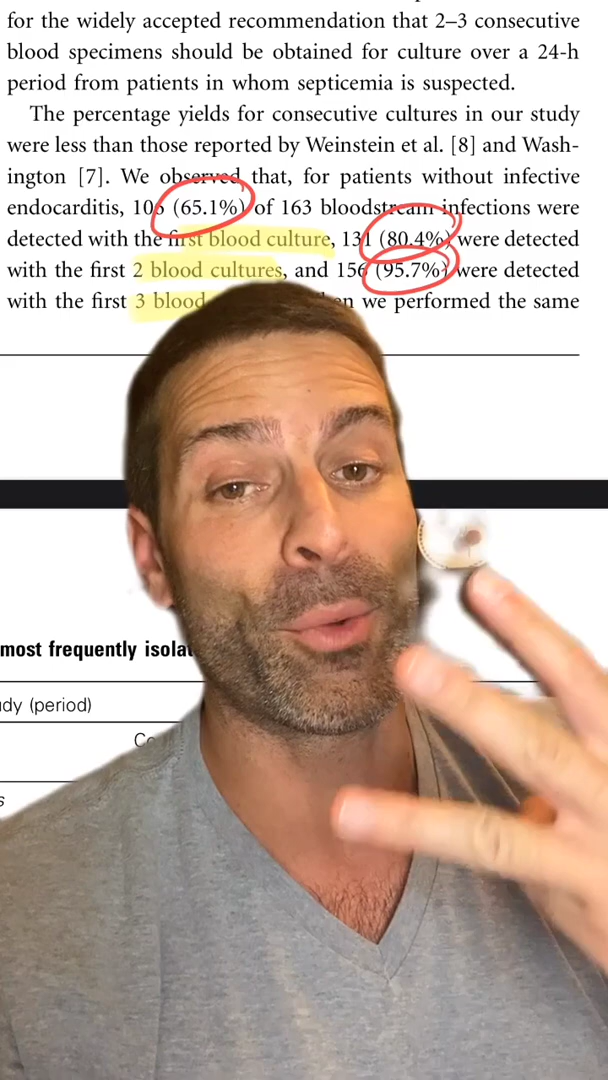 for the widely accepted recommendation that 2–3 consecutive
blood specimens should be obtained for culture over a 24-h
period from patients in whom septicemia is suspected.
The percentage yields for consecutive cultures in our study
were less than those reported by Weinstein et al. [8] and Wash-
ington [7]. We observed that, for patients without infective
endocarditis, 106 (65.1%) of 163 bloodstream infections were
detected with the first blood culture, 131 (80.4%) were detected
with the first 2 blood cultures, and 156 (95.7%) were detected
with the first 3 blood we performed the same
most frequently
(period)